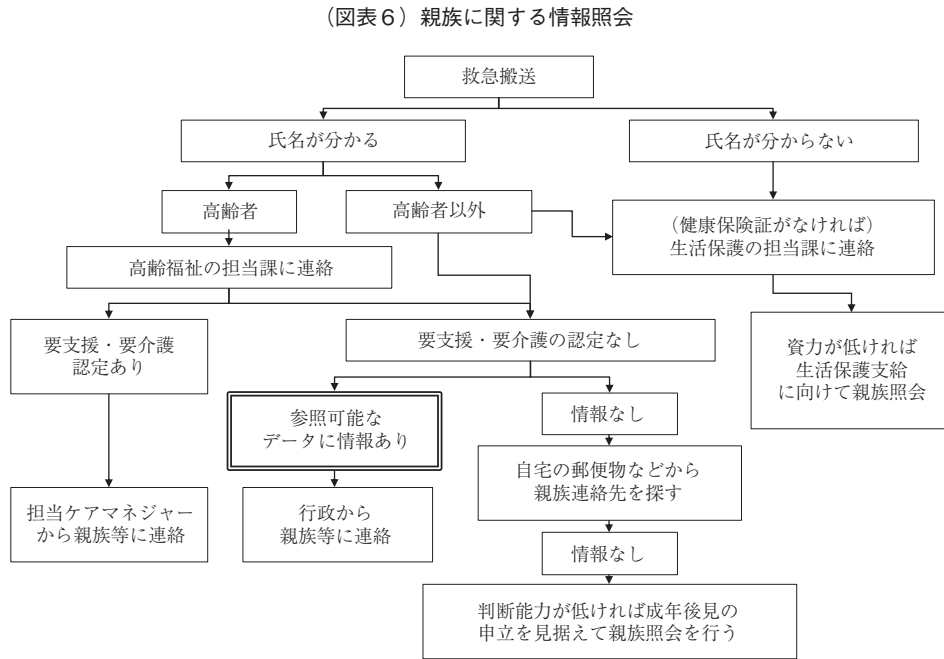 （図表６）親族に関する情報照会
救急搬送
氏名が分かる
氏名が分からない
高齢者
高齢者以外
（健康保険証がなければ）
生活保護の担当課に連絡
高齢福祉の担当課に連絡
要支援・要介護
認定あり
要支援・要介護の認定なし
資力が低ければ
生活保護支給
に向けて親族照会
参照可能な
データに情報あり
情報なし
自宅の郵便物などから
親族連絡先を探す
担当ケアマネジャー
から親族等に連絡
行政から
親族等に連絡
情報なし
判断能力が低ければ成年後見の
申立を見据えて親族照会を行う